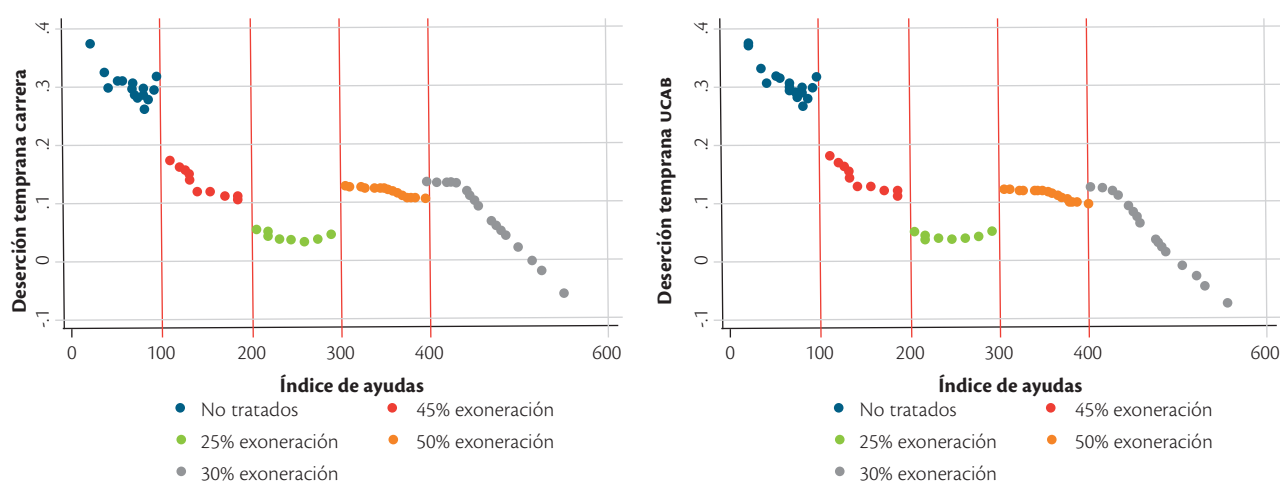 Deserción temprana carrera
.4
.3
.2
.1
0
-.1
0 100 200 300 400 600
Índice de ayudas
No tratados
45% exoneración
25% exoneración
50% exoneración
30% exoneración
Deserción temprana UCAB
.4
.3
.2
.1
0
-.1
0 100 200 300 400 600
Índice de ayudas
No tratados
45% exoneración
25% exoneración
50% exoneración
30% exoneración